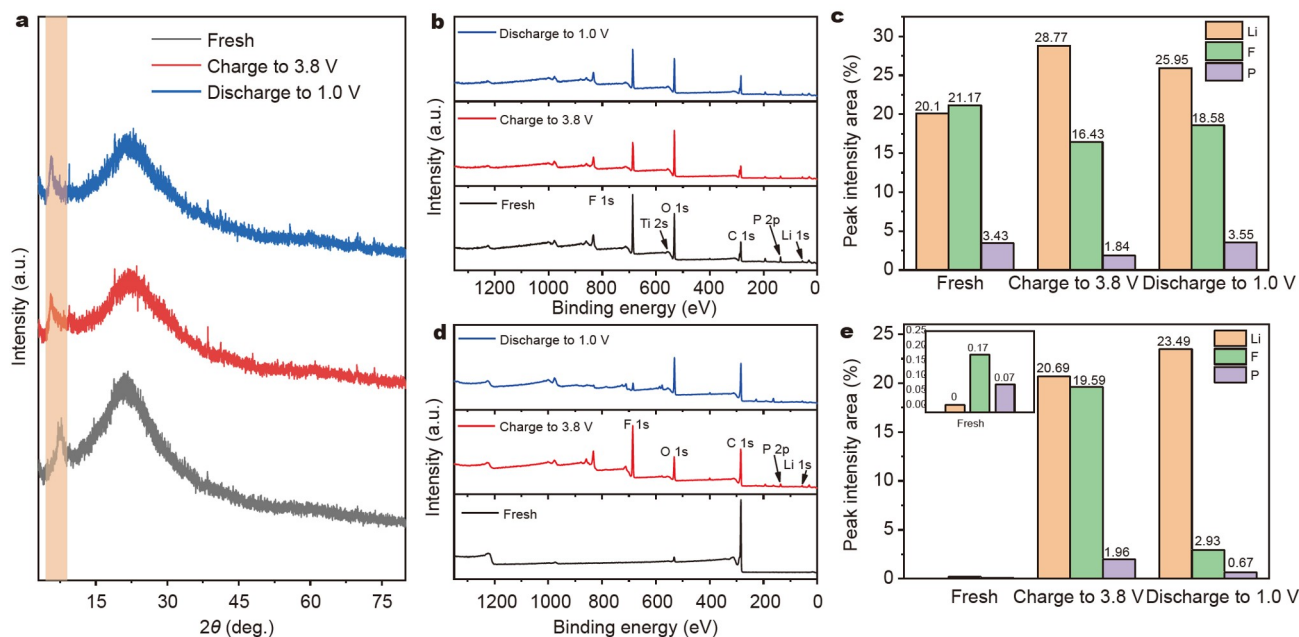 a
Fresh
Charge to 3.8 V
Discharge to 1.0 V
Intensity (a.u.)
15 30 45 60 75
2θ (deg.)
b
Discharge to 1.0 V
Charge to 3.8 V
Fresh
F 1s
Ti 2s
O 1s
C 1s
P 2p
Li 1s
Intensity (a.u.)
1200 1000 800 600 400 200 0
Binding energy (eV)
c
Li
F
P
Peak intensity area (%)
30
25
20
15
10
5
0
20.1 21.17 3.43
28.77 16.43 1.84
25.95 18.58 3.55
Fresh Charge to 3.8 V Discharge to 1.0 V
d
Discharge to 1.0 V
Charge to 3.8 V
F 1s
O 1s
C 1s
P 2p
Li 1s
Fresh
Intensity (a.u.)
1200 1000 800 600 400 200 0
Binding energy (eV)
e
Li
F
P
Peak intensity area (%)
25
20
15
10
5
0
0.25
0.20
0.15
0.10
0.05
0.00
0 0.17 0.07
Fresh
20.69 19.59 1.96
23.49 2.93 0.67
Fresh Charge to 3.8 V Discharge to 1.0 V